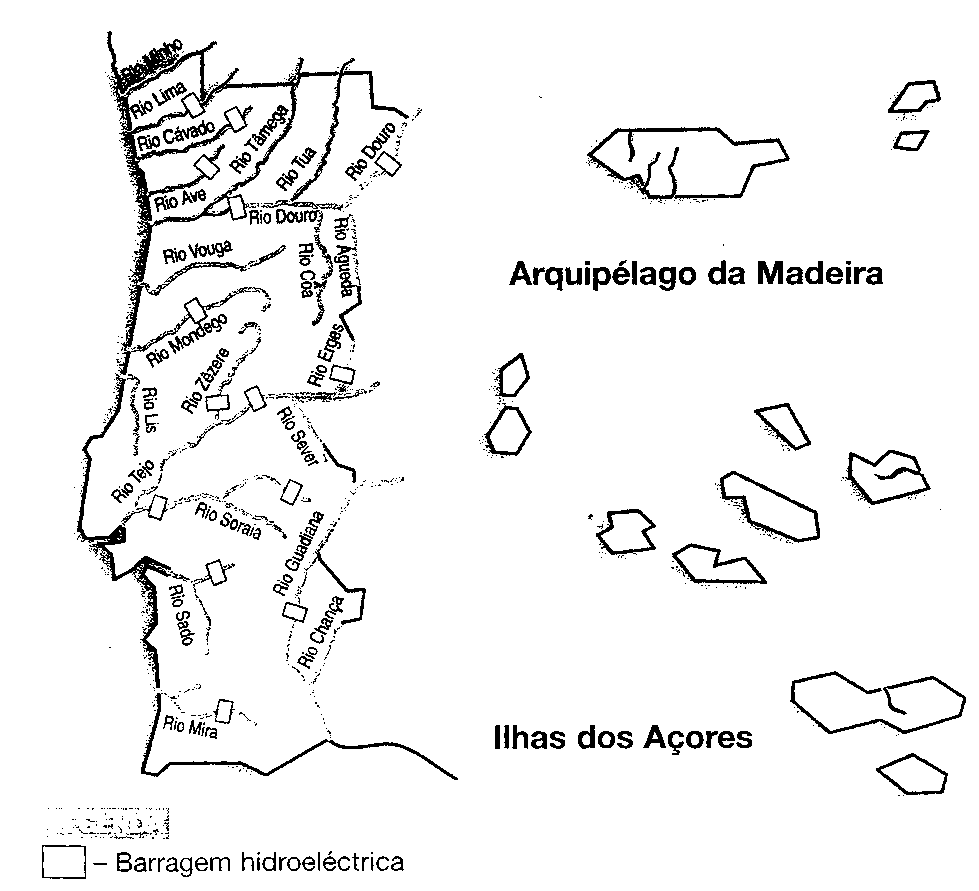 Rio Minho
Rio Lima
Rio Cávado
Rio Tâmega
Rio Tua
Rio Douro
Rio Ave
Rio Douro
Rio Vouga
Rio Côa
Rio Águeda
Arquipélago da Madeira
Rio Mondego
Rio Zêzere
Rio Erges
Rio Lis
Rio Sever
Rio Tejo
Rio Soraia
Rio Guadiana
Rio Sado
Rio Chança
Rio Mira
Ilhas dos Açores
LEGENDA
– Barragem hidroeléctrica